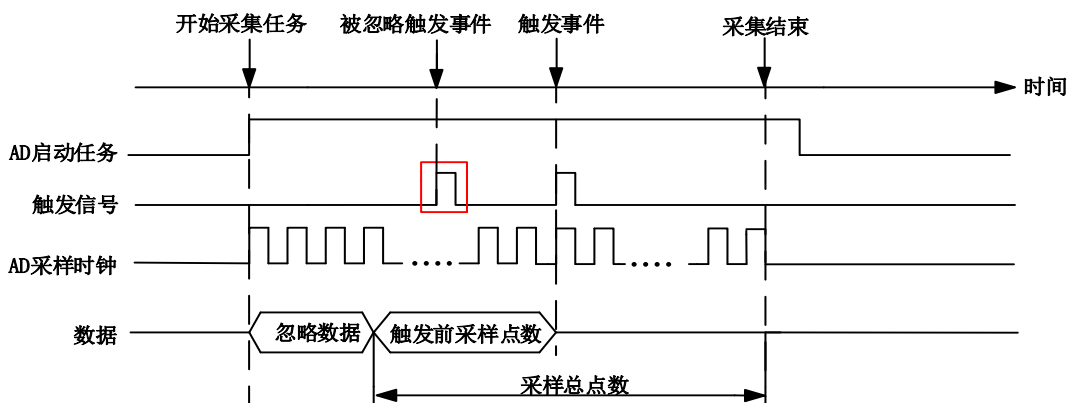 开始采集任务
被忽略触发事件
触发事件
采集结束
时间
AD启动任务
触发信号
AD采样时钟
数据
忽略数据
触发前采样点数
采样总点数